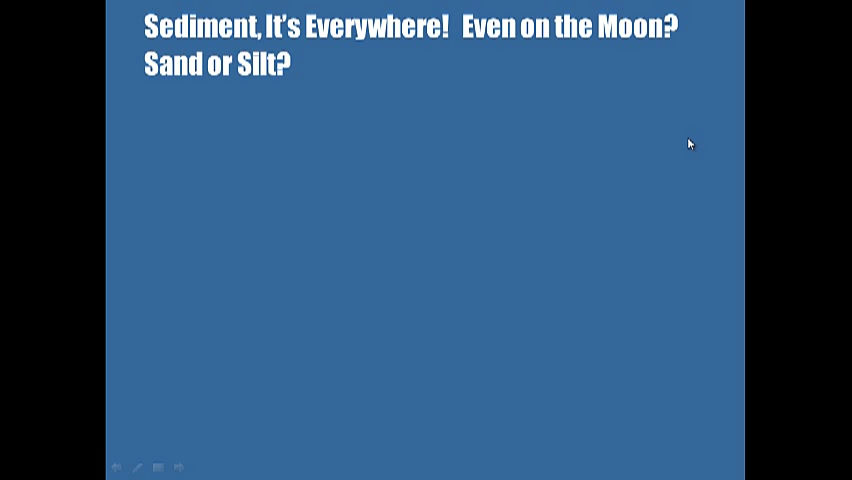 Sediment, It's Everywhere!  Even on the Moon?
Sand or Silt?